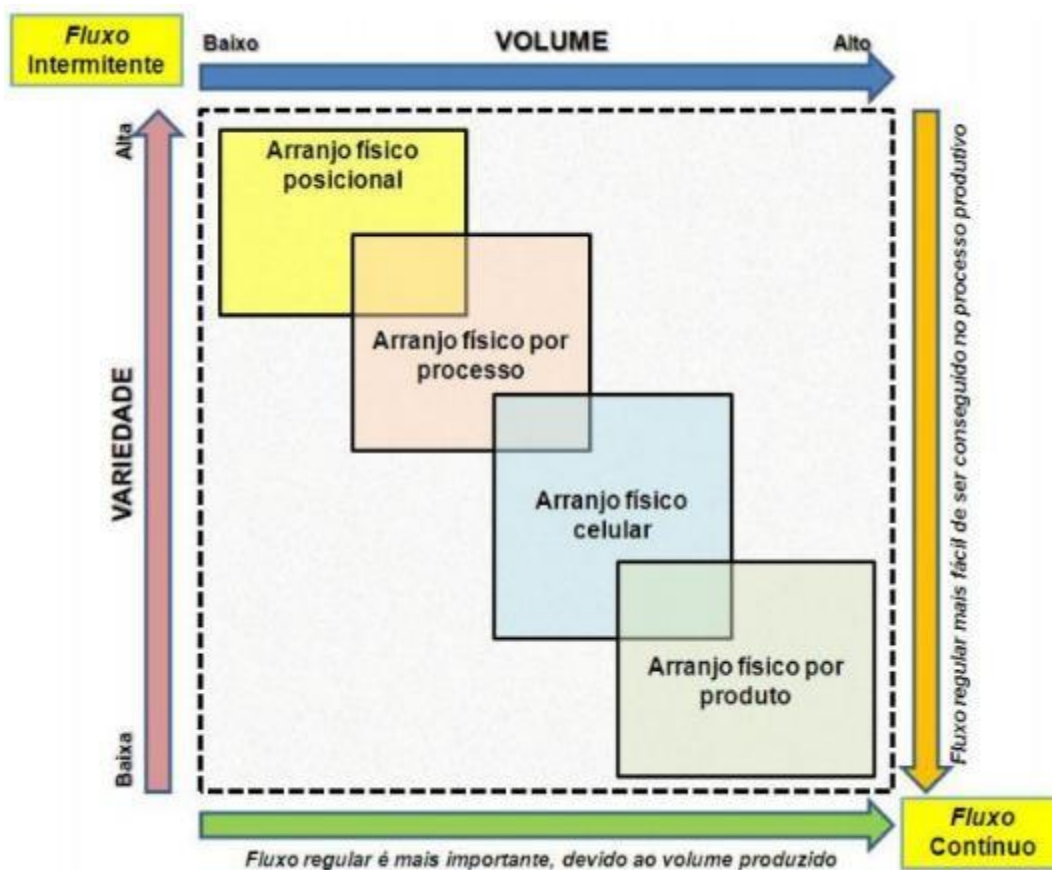 Fluxo
Intermitente
Baixo
VOLUME
Alto
Alta
VARIEDADE
Baixa
Arranjo físico
posicional
Arranjo físico por
processo
Arranjo físico
celular
Arranjo físico por
produto
Fluxo regular mais fácil de ser conseguido no processo produtivo
Fluxo regular é mais importante, devido ao volume produzido
Fluxo
Contínuo